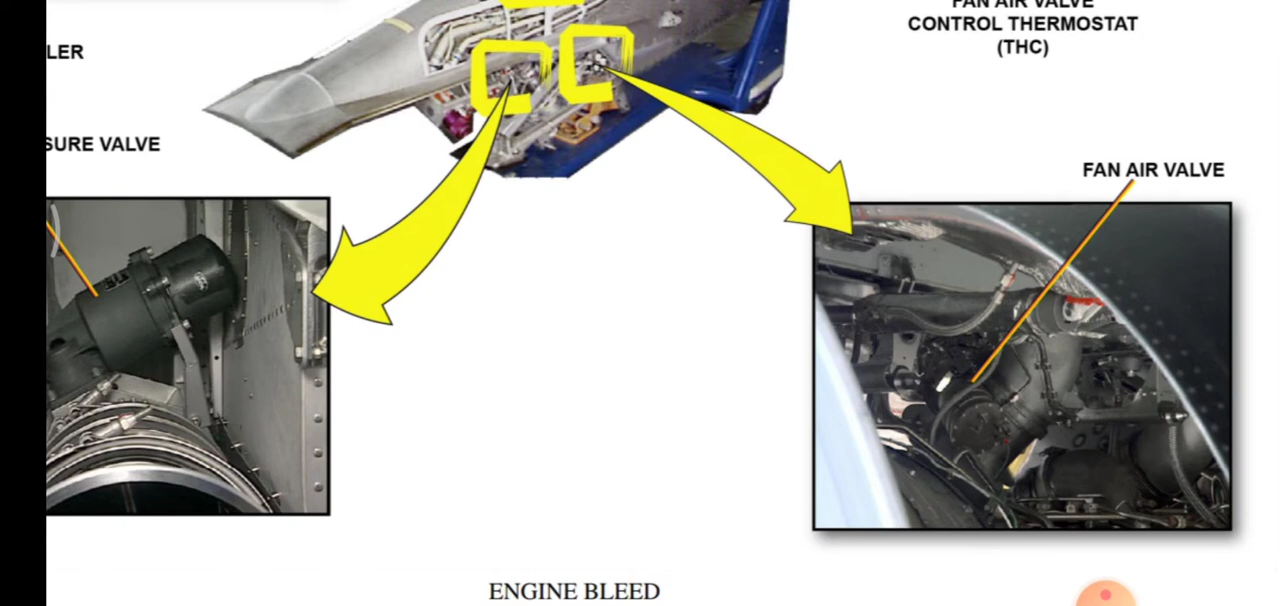 FAN AIR VALVE
CONTROL THERMOSTAT
(THC)
LER
SURE VALVE
FAN AIR VALVE
ENGINE BLEED